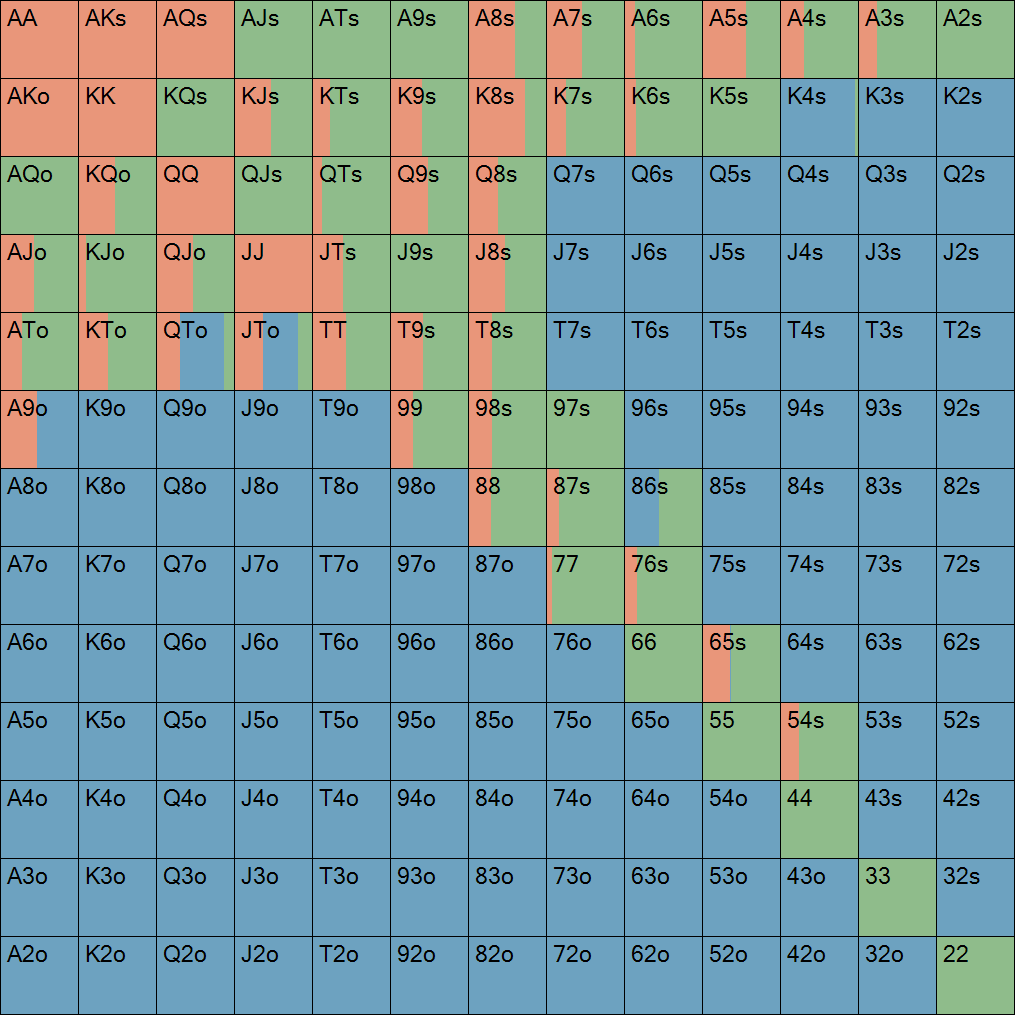 AA AKs AQs AJs ATs A9s A8s A7s A6s A5s A4s A3s A2s
AKo KK KQs KJs KTs K9s K8s K7s K6s K5s K4s K3s K2s
AQo KQo QQ QJs QTs Q9s Q8s Q7s Q6s Q5s Q4s Q3s Q2s
AJo KJo QJo JJ JTs J9s J8s J7s J6s J5s J4s J3s J2s
ATo KTo QTo JTo TT T9s T8s T7s T6s T5s T4s T3s T2s
A9o K9o Q9o J9o T9o 99 98s 97s 96s 95s 94s 93s 92s
A8o K8o Q8o J8o T8o 98o 88 87s 86s 85s 84s 83s 82s
A7o K7o Q7o J7o T7o 97o 87o 77 76s 75s 74s 73s 72s
A6o K6o Q6o J6o T6o 96o 86o 76o 66 65s 64s 63s 62s
A5o K5o Q5o J5o T5o 95o 85o 75o 65o 55 54s 53s 52s
A4o K4o Q4o J4o T4o 94o 84o 74o 64o 54o 44 43s 42s
A3o K3o Q3o J3o T3o 93o 83o 73o 63o 53o 43o 33 32s
A2o K2o Q2o J2o T2o 92o 82o 72o 62o 52o 42o 32o 22